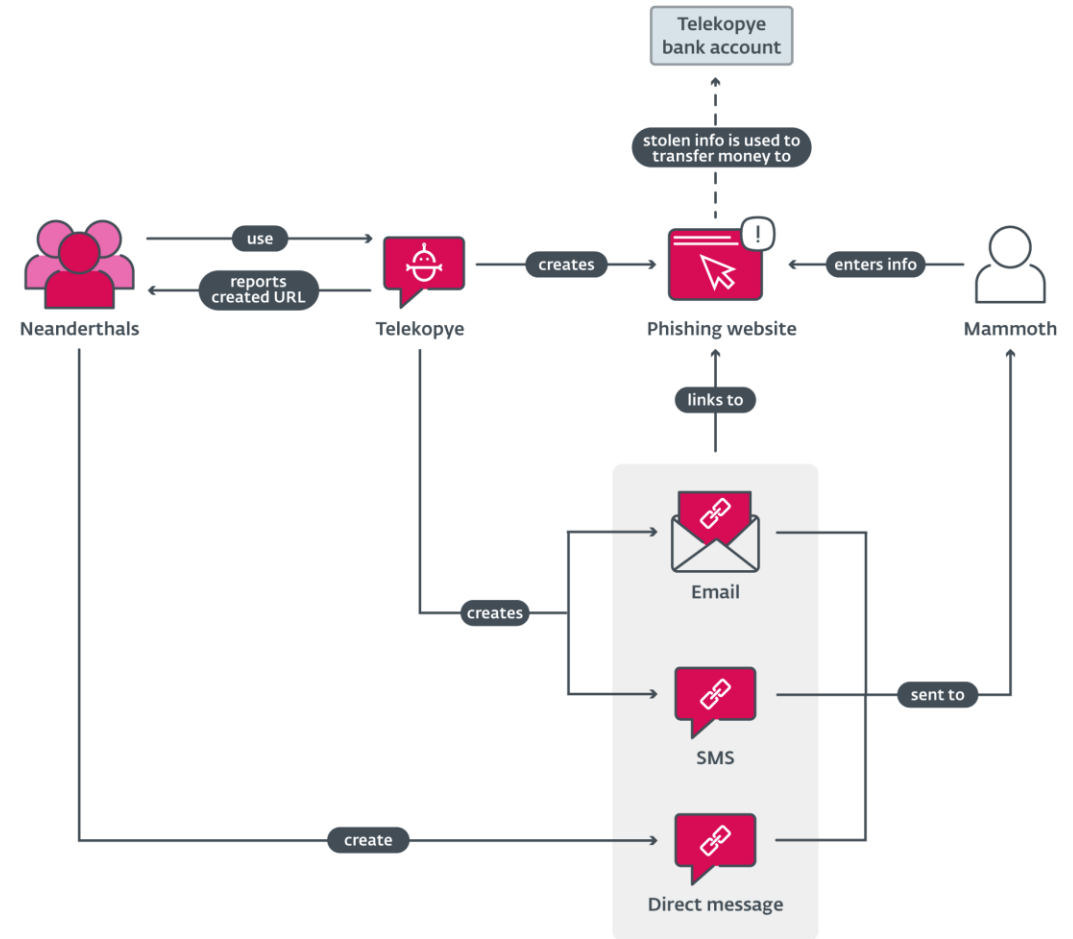 Telekopye
bank account
stolen info is used to
transfer money to
use
reports
created URL
creates
enters info
Neanderthals
Telekopye
Phishing website
Mammoth
links to
Email
creates
sent to
SMS
create
Direct message